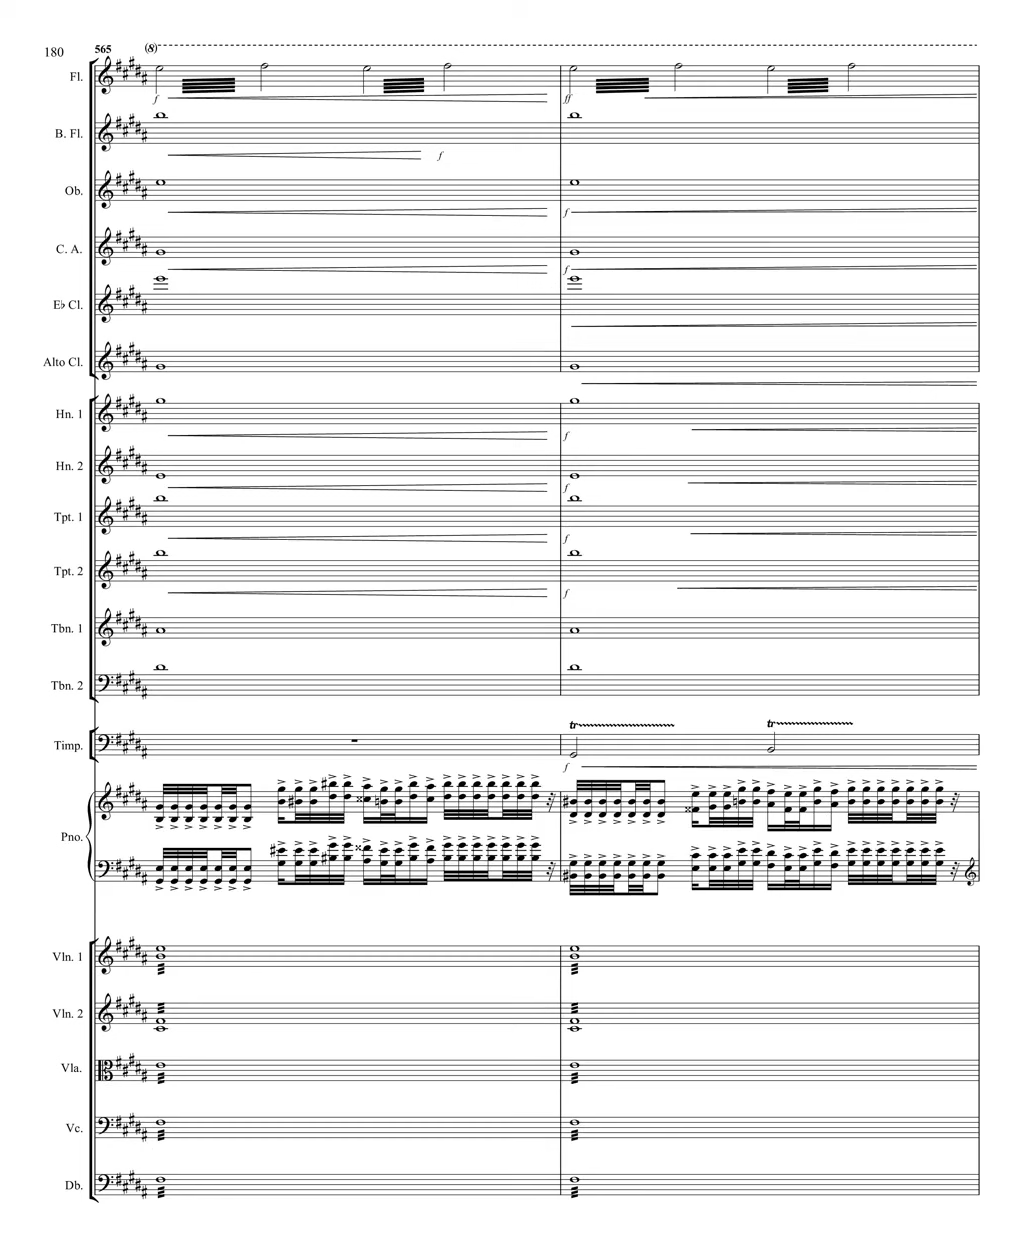 180
565
(8)
Fl.
f
ff
B. Fl.
f
Ob.
f
C. A.
f
E♭ Cl.
Alto Cl.
Hn. 1
f
Hn. 2
f
Tpt. 1
f
Tpt. 2
f
Tbn. 1
Tbn. 2
tr tr
Timp.
f
Pno.
Vln. 1
Vln. 2
Vla.
Vc.
Db.